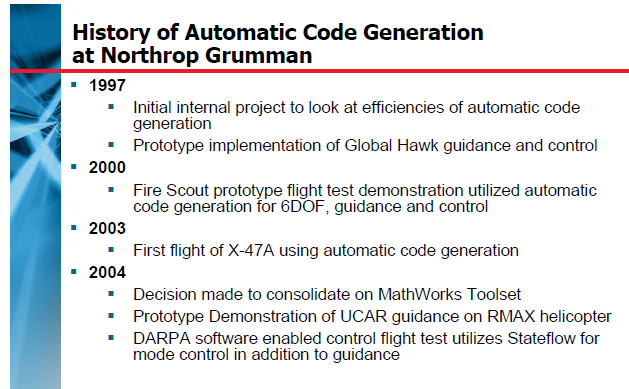 History of Automatic Code Generation
at Northrop Grumman
▪ 1997
▪ Initial internal project to look at efficiencies of automatic code
generation
▪ Prototype implementation of Global Hawk guidance and control
▪ 2000
▪ Fire Scout prototype flight test demonstration utilized automatic
code generation for 6DOF, guidance and control
▪ 2003
▪ First flight of X-47A using automatic code generation
▪ 2004
▪ Decision made to consolidate on MathWorks Toolset
▪ Prototype Demonstration of UCAR guidance on RMAX helicopter
▪ DARPA software enabled control flight test utilizes Stateflow for
mode control in addition to guidance